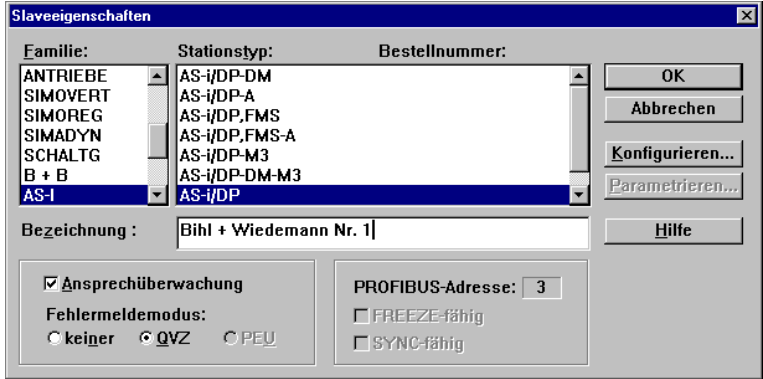 Slaveeigenschaften
Familie: Stationstyp: Bestellnummer:
ANTRIEBE
SIMOVERT
SIMOREG
SIMADYN
SCHALTG
B + B
AS-I
AS-i/DP-DM
AS-i/DP-A
AS-i/DP,FMS
AS-i/DP,FMS-A
AS-i/DP-M3
AS-i/DP-DM-M3
AS-i/DP
OK
Abbrechen
Konfigurieren...
Parametrieren...
Hilfe
Bezeichnung : Bihl + Wiedemann Nr. 1
Ansprechüberwachung
Fehlermeldemodus:
keiner QVZ PEU
PROFIBUS-Adresse: 3
FREEZE-fähig
SYNC-fähig